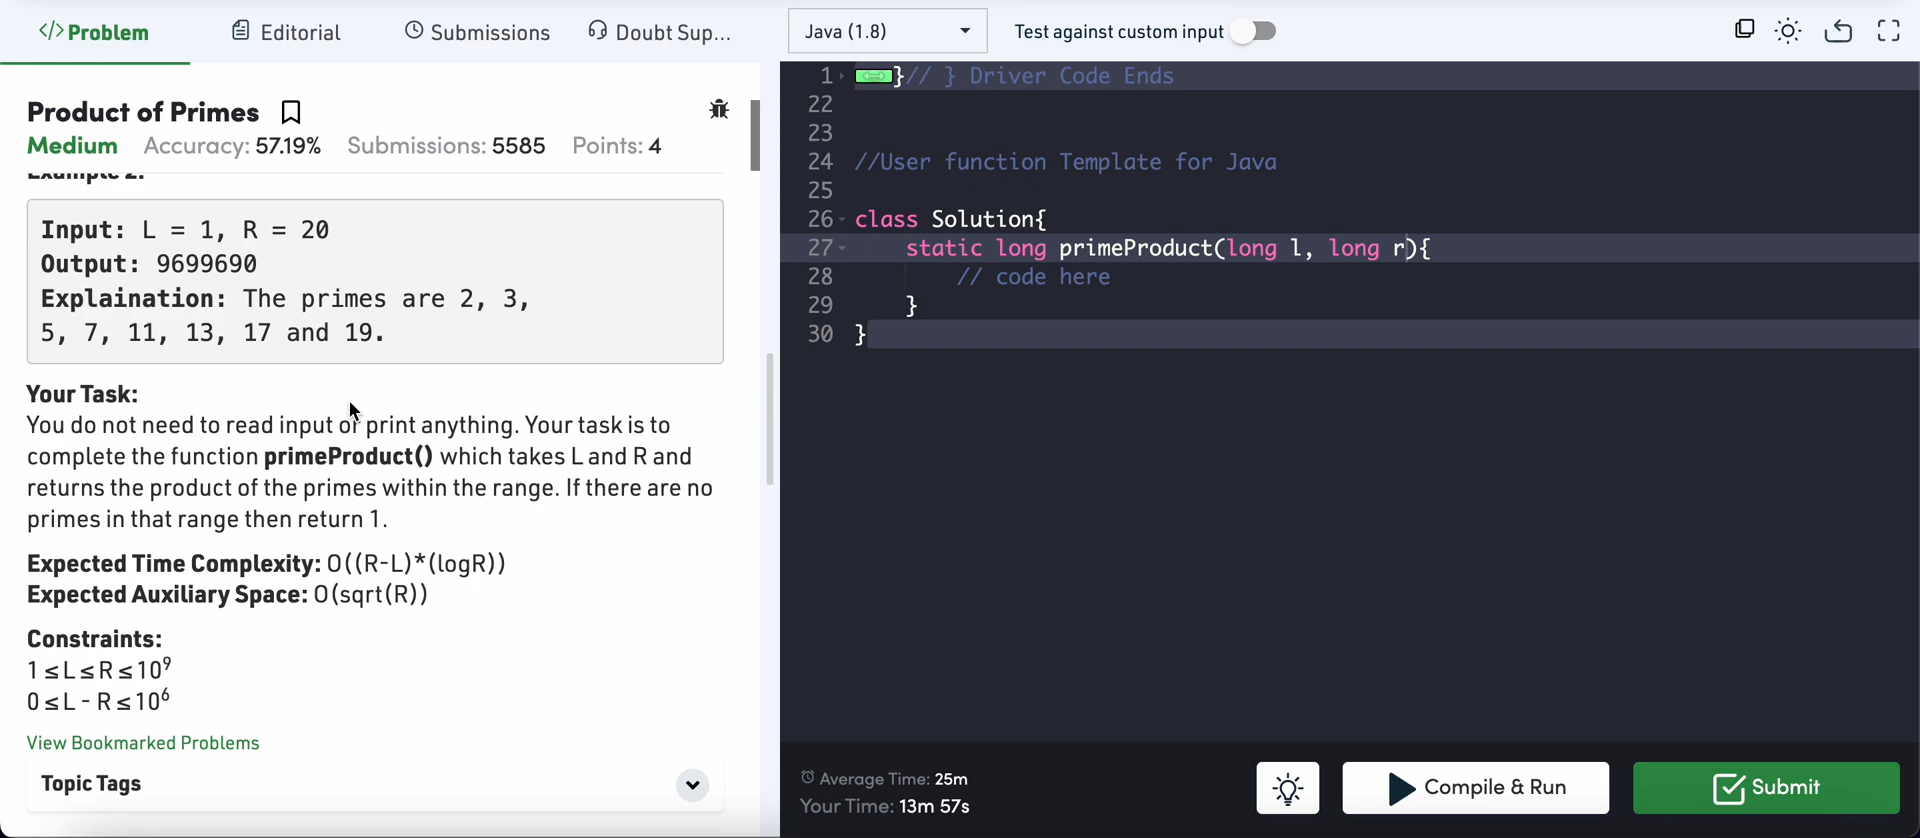 </>Problem
Editorial
Submissions
Doubt Sup...
Java (1.8)
Test against custom input
Product of Primes
Medium Accuracy: 57.19% Submissions: 5585 Points: 4
Example 2:
Input: L = 1, R = 20
Output: 9699690
Explaination: The primes are 2, 3,
5, 7, 11, 13, 17 and 19.
Your Task:
You do not need to read input or print anything. Your task is to
complete the function primeProduct() which takes L and R and
returns the product of the primes within the range. If there are no
primes in that range then return 1.
Expected Time Complexity: O((R-L)*(logR))
Expected Auxiliary Space: O(sqrt(R))
Constraints:
1 ≤ L ≤ R ≤ 10⁹
0 ≤ L - R ≤ 10⁶
View Bookmarked Problems
Topic Tags
1 }// } Driver Code Ends
22
23
24 //User function Template for Java
25
26 class Solution{
27 static long primeProduct(long l, long r){
28 // code here
29 }
30 }
Average Time: 25m
Your Time: 13m 57s
Compile & Run
Submit